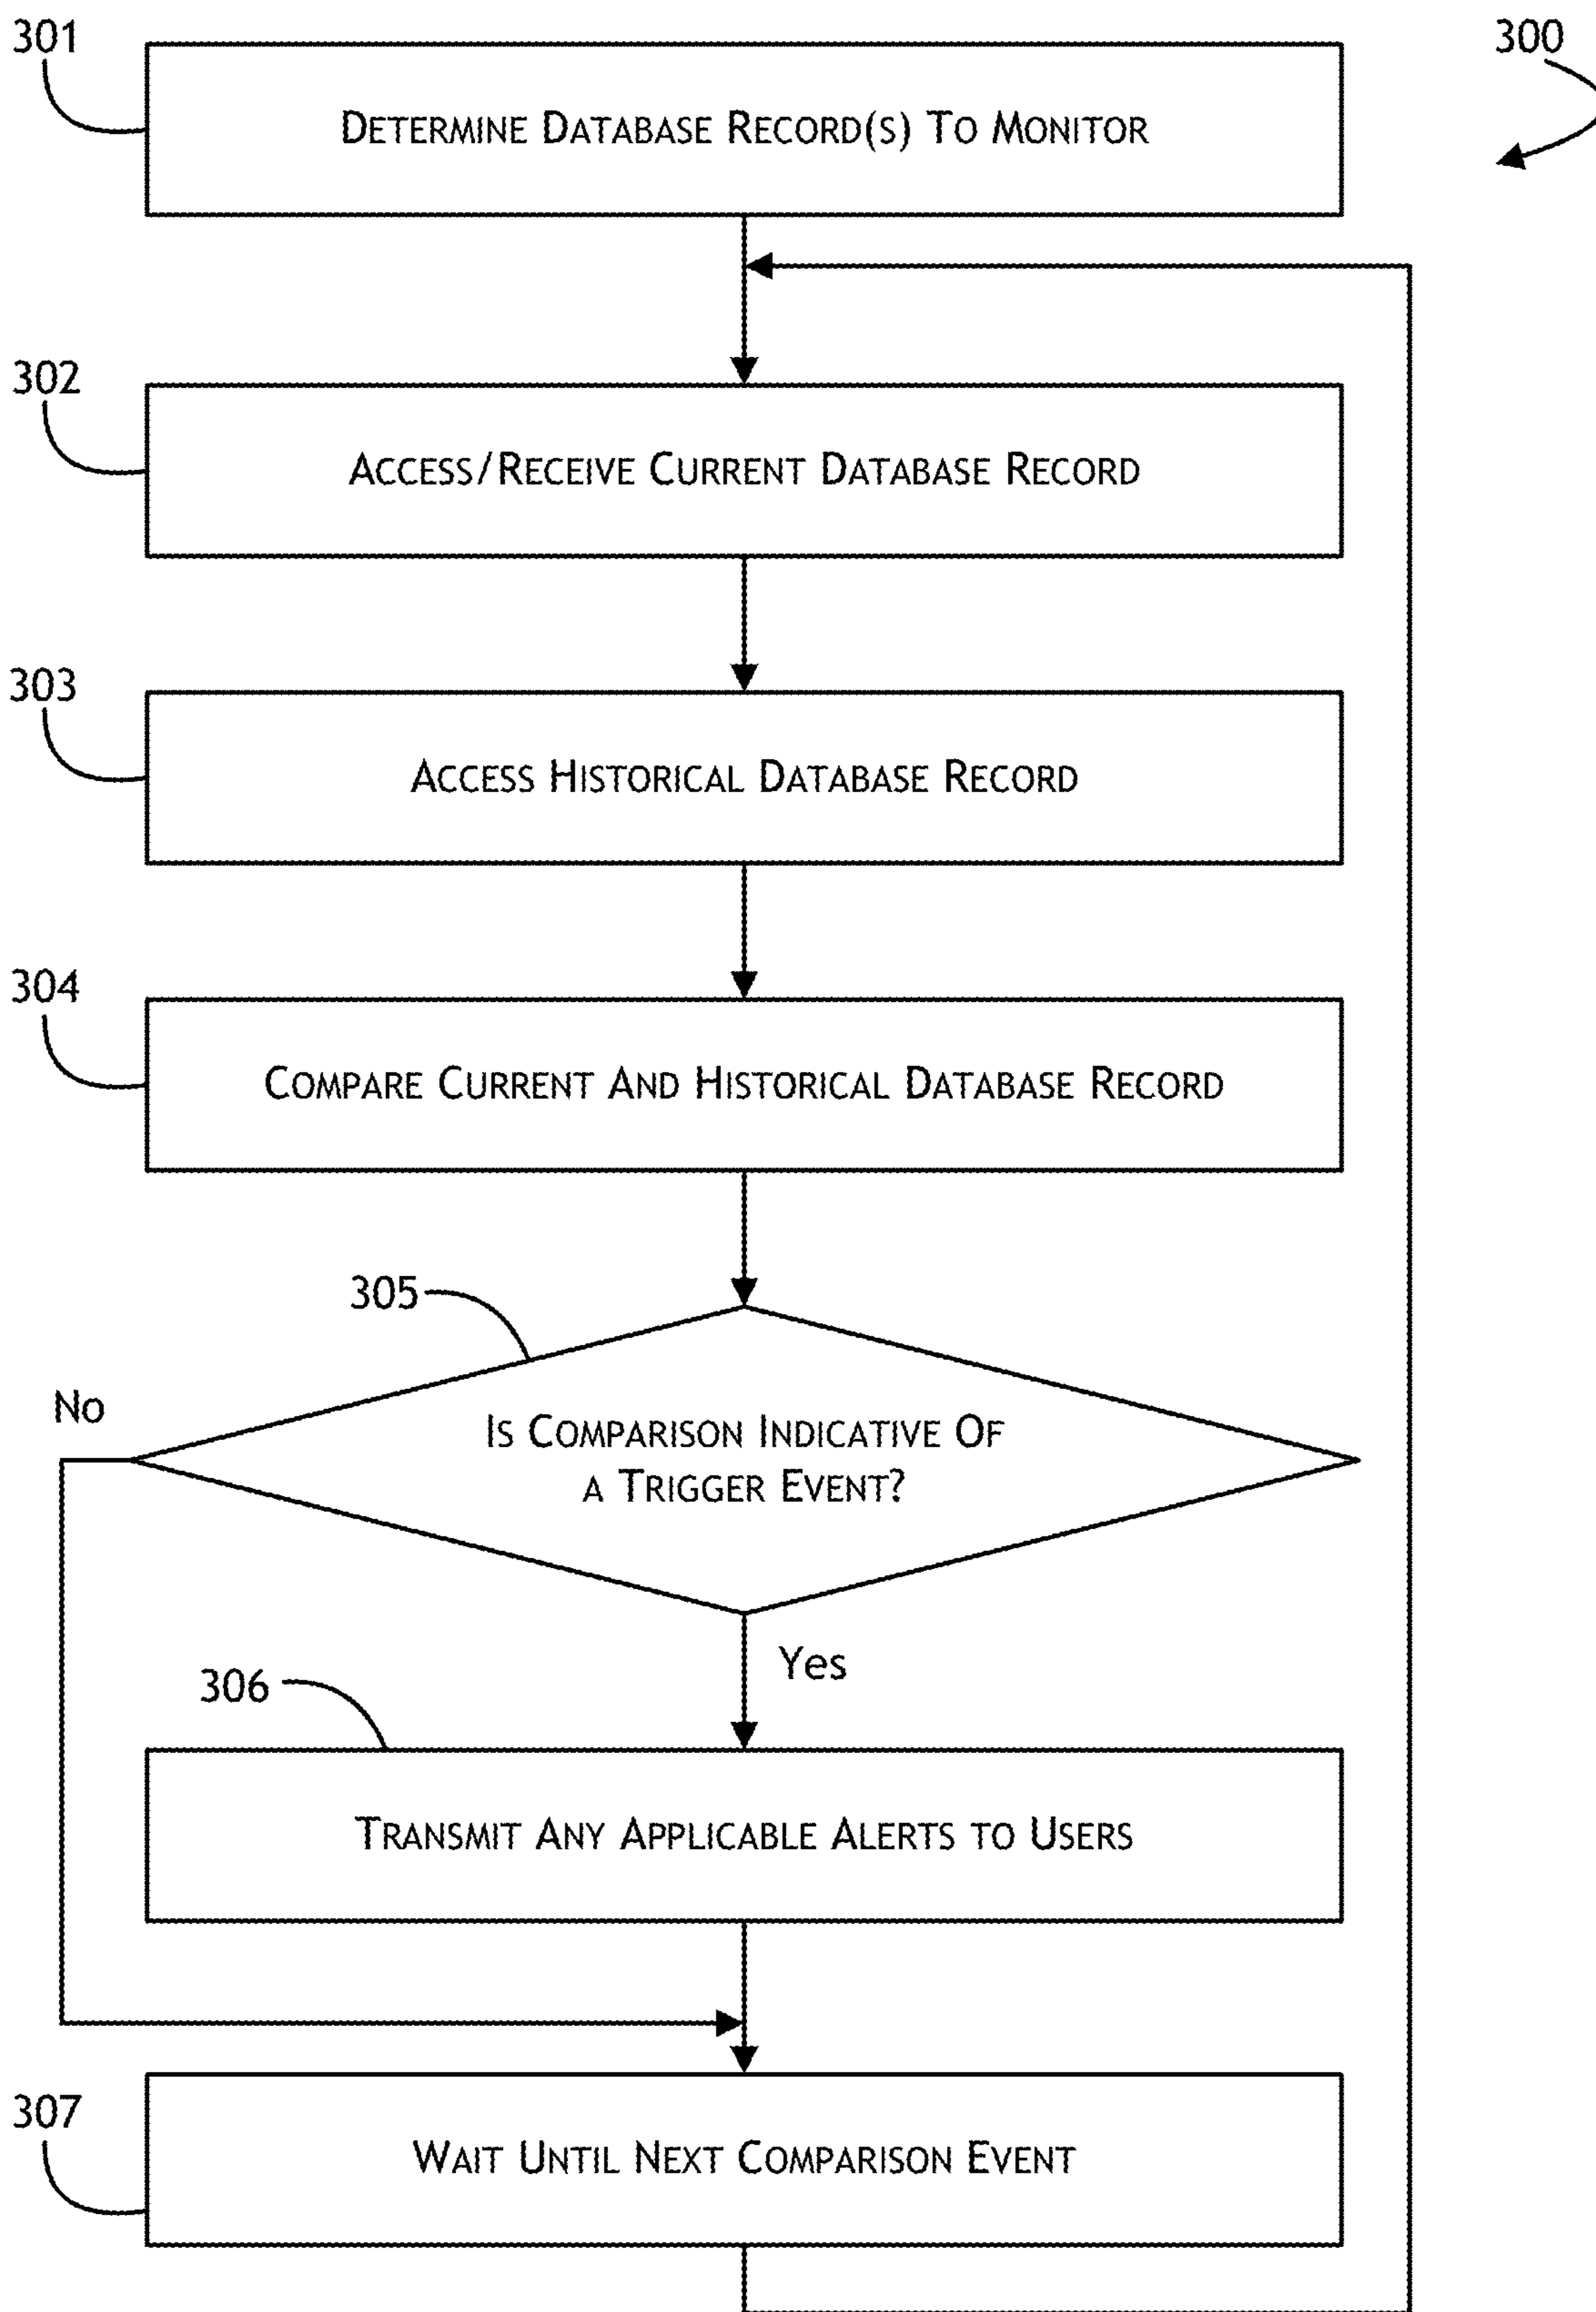 301
300
DETERMINE DATABASE RECORD(S) TO MONITOR
302
ACCESS/RECEIVE CURRENT DATABASE RECORD
303
ACCESS HISTORICAL DATABASE RECORD
304
COMPARE CURRENT AND HISTORICAL DATABASE RECORD
305
No
IS COMPARISON INDICATIVE OF
A TRIGGER EVENT?
Yes
306
TRANSMIT ANY APPLICABLE ALERTS TO USERS
307
WAIT UNTIL NEXT COMPARISON EVENT